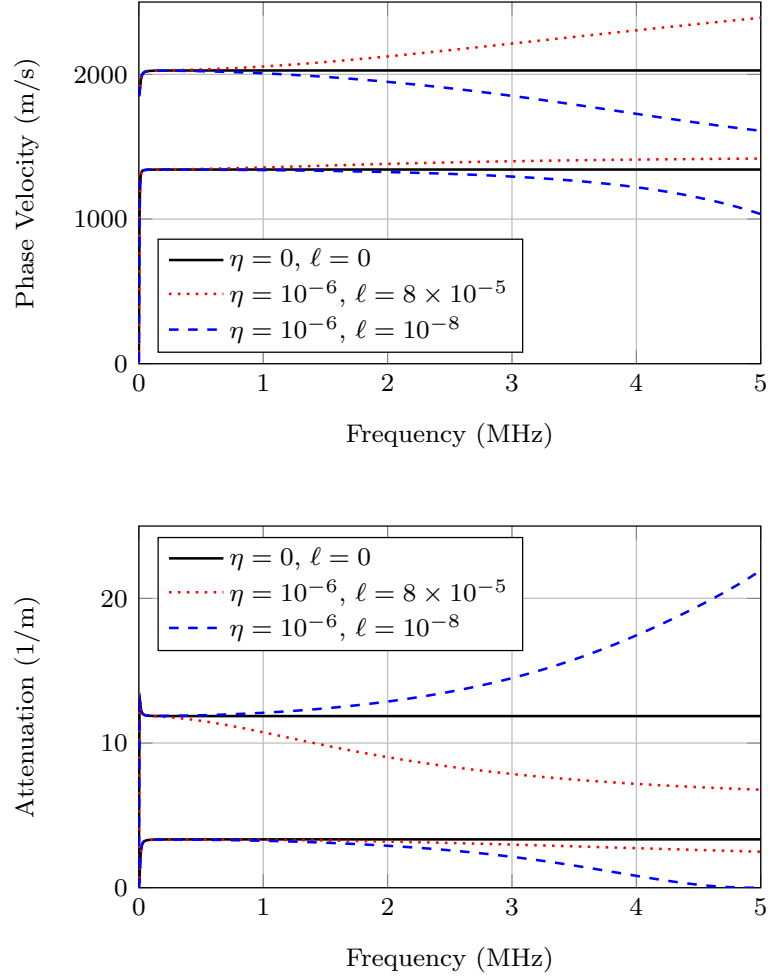 Phase Velocity (m/s)
2000
1000
0
η = 0, ℓ = 0
η = 10⁻⁶, ℓ = 8 × 10⁻⁵
η = 10⁻⁶, ℓ = 10⁻⁸
0 1 2 3 4 5
Frequency (MHz)
Attenuation (1/m)
20
10
0
η = 0, ℓ = 0
η = 10⁻⁶, ℓ = 8 × 10⁻⁵
η = 10⁻⁶, ℓ = 10⁻⁸
0 1 2 3 4 5
Frequency (MHz)